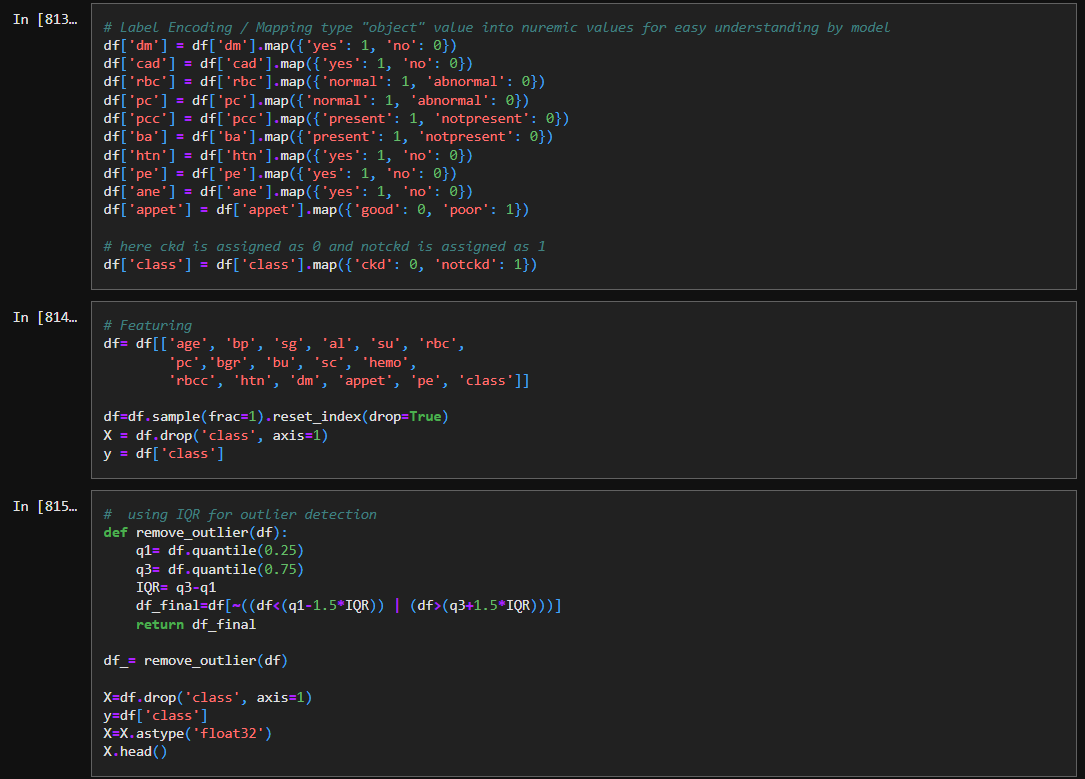 In [813…
# Label Encoding / Mapping type "object" value into nuremic values for easy understanding by model
df['dm'] = df['dm'].map({'yes': 1, 'no': 0})
df['cad'] = df['cad'].map({'yes': 1, 'no': 0})
df['rbc'] = df['rbc'].map({'normal': 1, 'abnormal': 0})
df['pc'] = df['pc'].map({'normal': 1, 'abnormal': 0})
df['pcc'] = df['pcc'].map({'present': 1, 'notpresent': 0})
df['ba'] = df['ba'].map({'present': 1, 'notpresent': 0})
df['htn'] = df['htn'].map({'yes': 1, 'no': 0})
df['pe'] = df['pe'].map({'yes': 1, 'no': 0})
df['ane'] = df['ane'].map({'yes': 1, 'no': 0})
df['appet'] = df['appet'].map({'good': 0, 'poor': 1})
# here ckd is assigned as 0 and notckd is assigned as 1
df['class'] = df['class'].map({'ckd': 0, 'notckd': 1})
In [814…
# Featuring
df= df[['age', 'bp', 'sg', 'al', 'su', 'rbc',
'pc','bgr', 'bu', 'sc', 'hemo',
'rbcc', 'htn', 'dm', 'appet', 'pe', 'class']]
df=df.sample(frac=1).reset_index(drop=True)
X = df.drop('class', axis=1)
y = df['class']
In [815…
#  using IQR for outlier detection
def remove_outlier(df):
q1= df.quantile(0.25)
q3= df.quantile(0.75)
IQR= q3-q1
df_final=df[~((df<(q1-1.5*IQR)) | (df>(q3+1.5*IQR)))]
return df_final
df_= remove_outlier(df)
X=df.drop('class', axis=1)
y=df['class']
X=X.astype('float32')
X.head()